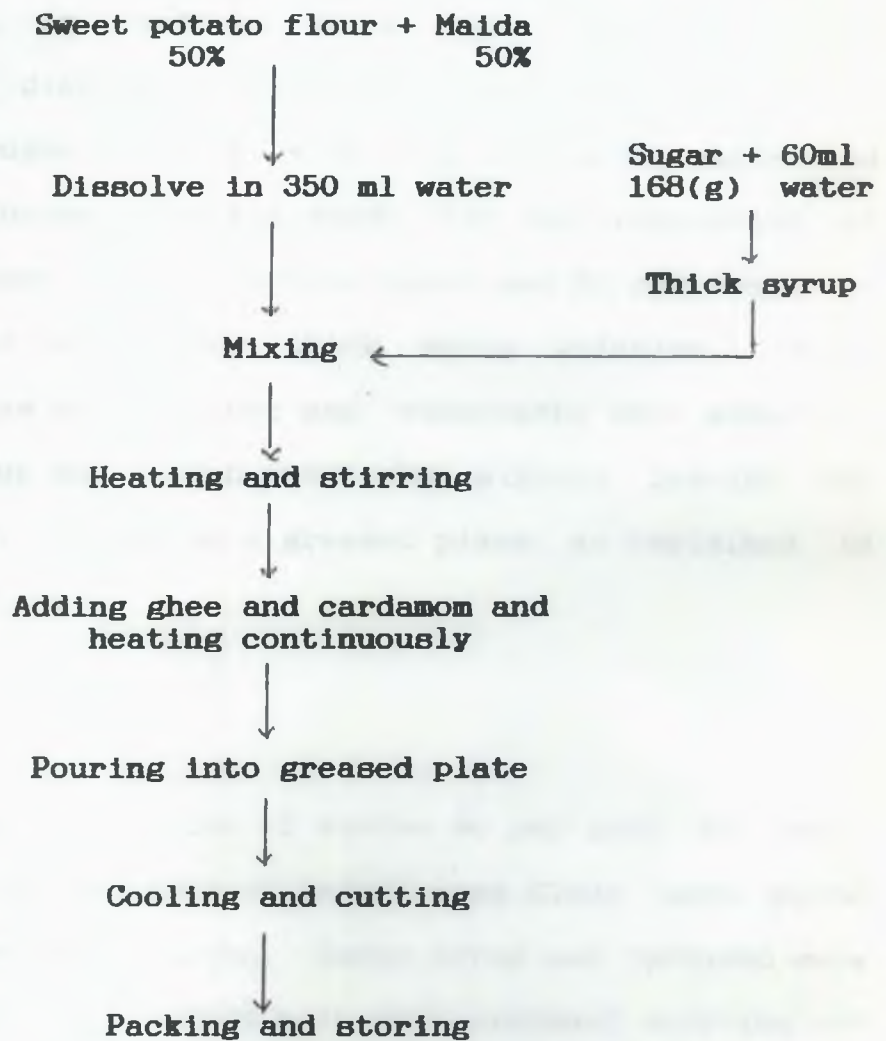 Sweet potato flour + Maida
50% 50%
Dissolve in 350 ml water
Sugar + 60ml
168(g) water
Thick syrup
Mixing
Heating and stirring
Adding ghee and cardamom and
heating continuously
Pouring into greased plate
Cooling and cutting
Packing and storing